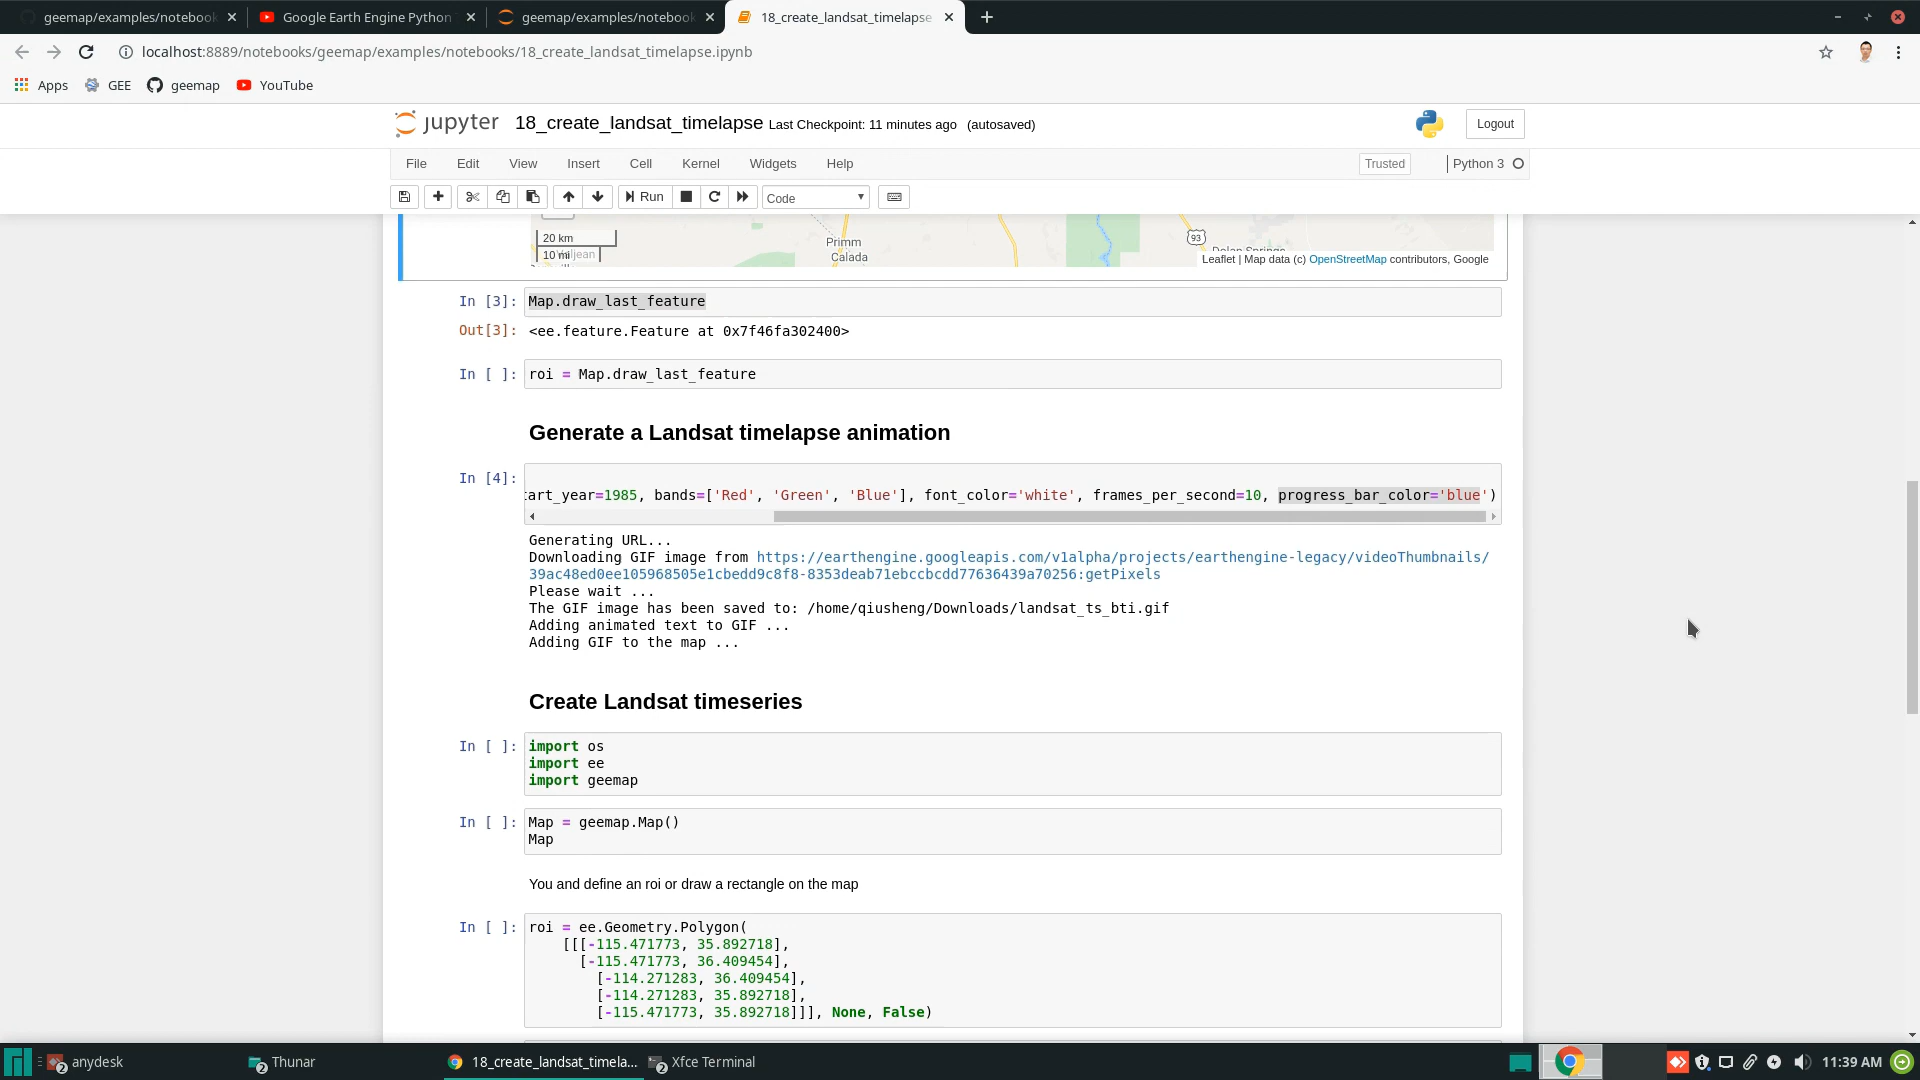 geemap/examples/notebook
Google Earth Engine Python
geemap/examples/notebook
18_create_landsat_timelapse
localhost:8889/notebooks/geemap/examples/notebooks/18_create_landsat_timelapse.ipynb
Apps
GEE
geemap
YouTube
jupyter
18_create_landsat_timelapse
Last Checkpoint: 11 minutes ago (autosaved)
Logout
File
Edit
View
Insert
Cell
Kernel
Widgets
Help
Trusted
Python 3
Run
Code
20 km
10 mi
Primm
Calada
93
Dolan Springs
Leaflet | Map data (c) OpenStreetMap contributors, Google
In [3]:
Map.draw_last_feature
Out[3]:
<ee.feature.Feature at 0x7f46fa302400>
In [ ]:
roi = Map.draw_last_feature
Generate a Landsat timelapse animation
In [4]:
tart_year=1985, bands=['Red', 'Green', 'Blue'], font_color='white', frames_per_second=10, progress_bar_color='blue')
Generating URL...
Downloading GIF image from https://earthengine.googleapis.com/v1alpha/projects/earthengine-legacy/videoThumbnails/
39ac48ed0ee105968505e1cbedd9c8f8-8353deab71ebccbcdd77636439a70256:getPixels
Please wait ...
The GIF image has been saved to: /home/qiusheng/Downloads/landsat_ts_bti.gif
Adding animated text to GIF ...
Adding GIF to the map ...
Create Landsat timeseries
In [ ]:
import os
import ee
import geemap
In [ ]:
Map = geemap.Map()
Map
You and define an roi or draw a rectangle on the map
In [ ]:
roi = ee.Geometry.Polygon(
[[[-115.471773, 35.892718],
[-115.471773, 36.409454],
[-114.271283, 36.409454],
[-114.271283, 35.892718],
[-115.471773, 35.892718]]], None, False)
2
anydesk
2
Thunar
18_create_landsat_timela...
2
Xfce Terminal
11:39 AM